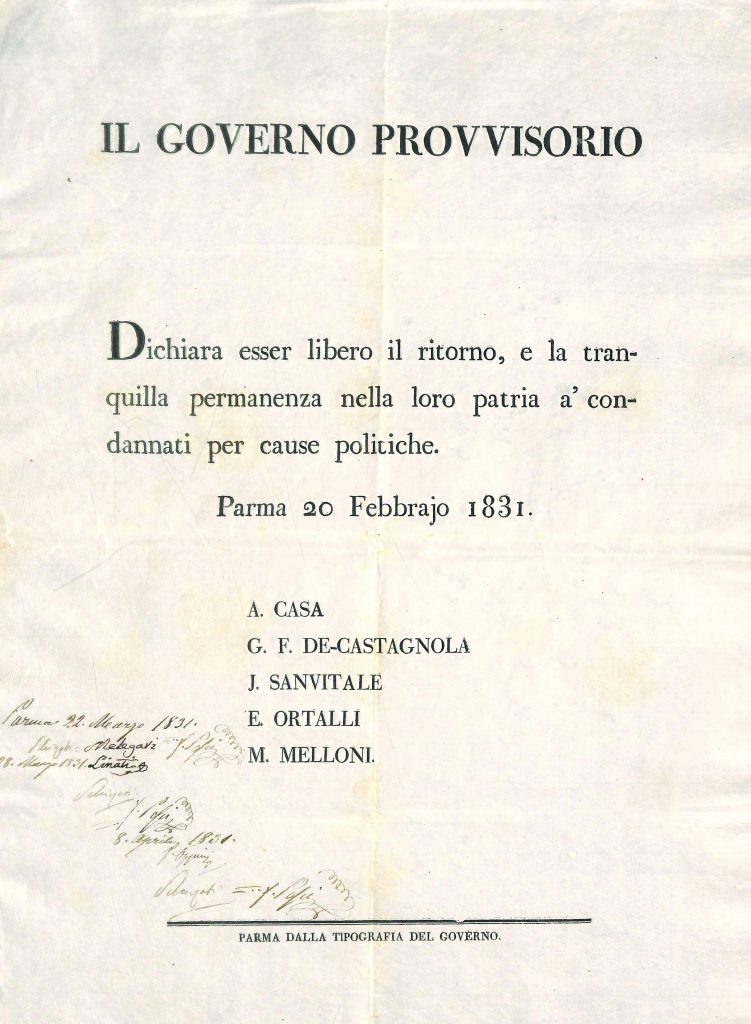 IL GOVERNO PROVVISORIO
Dichiara esser libero il ritorno, e la tran-
quilla permanenza nella loro patria a' con-
dannati per cause politiche.
Parma 20 Febbrajo 1831.
A. CASA
G. F. DE-CASTAGNOLA
J. SANVITALE
E. ORTALLI
M. MELLONI.
Parma 22. Marzo 1831.
Melegari
28. Marzo 1831. Linati
8. Aprile 1831.
PARMA DALLA TIPOGRAFIA DEL GOVERNO.